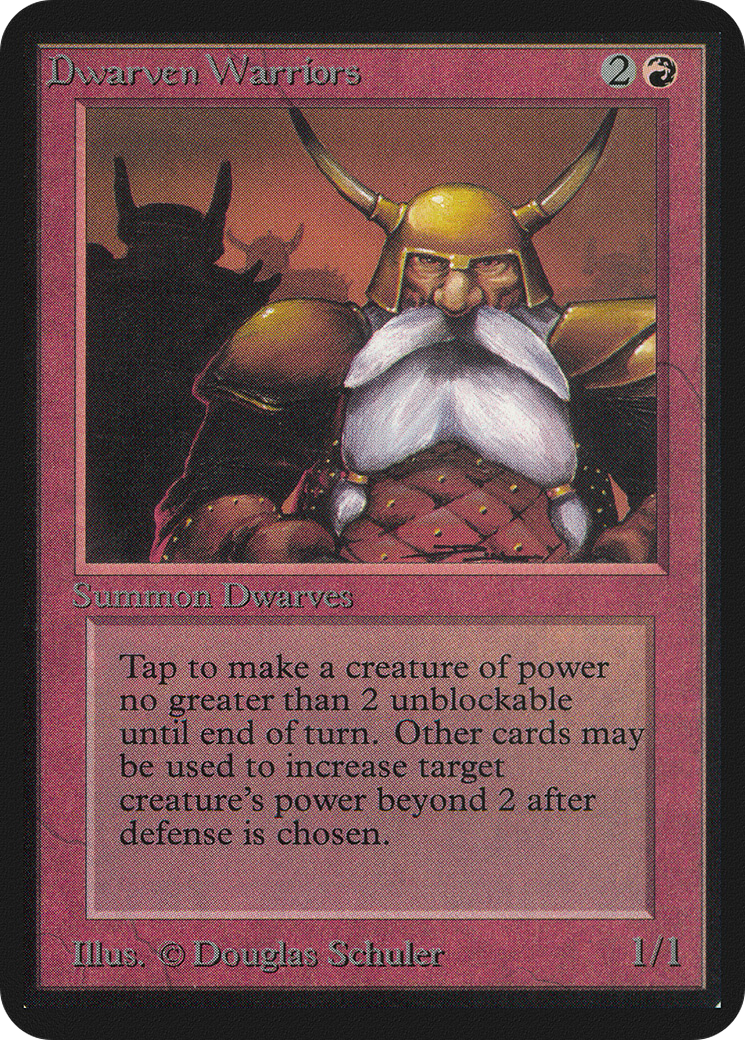 Dwarven Warriors 2
Summon Dwarves
Tap to make a creature of power
no greater than 2 unblockable
until end of turn. Other cards may
be used to increase target
creature's power beyond 2 after
defense is chosen.
Illus. © Douglas Schuler 1/1